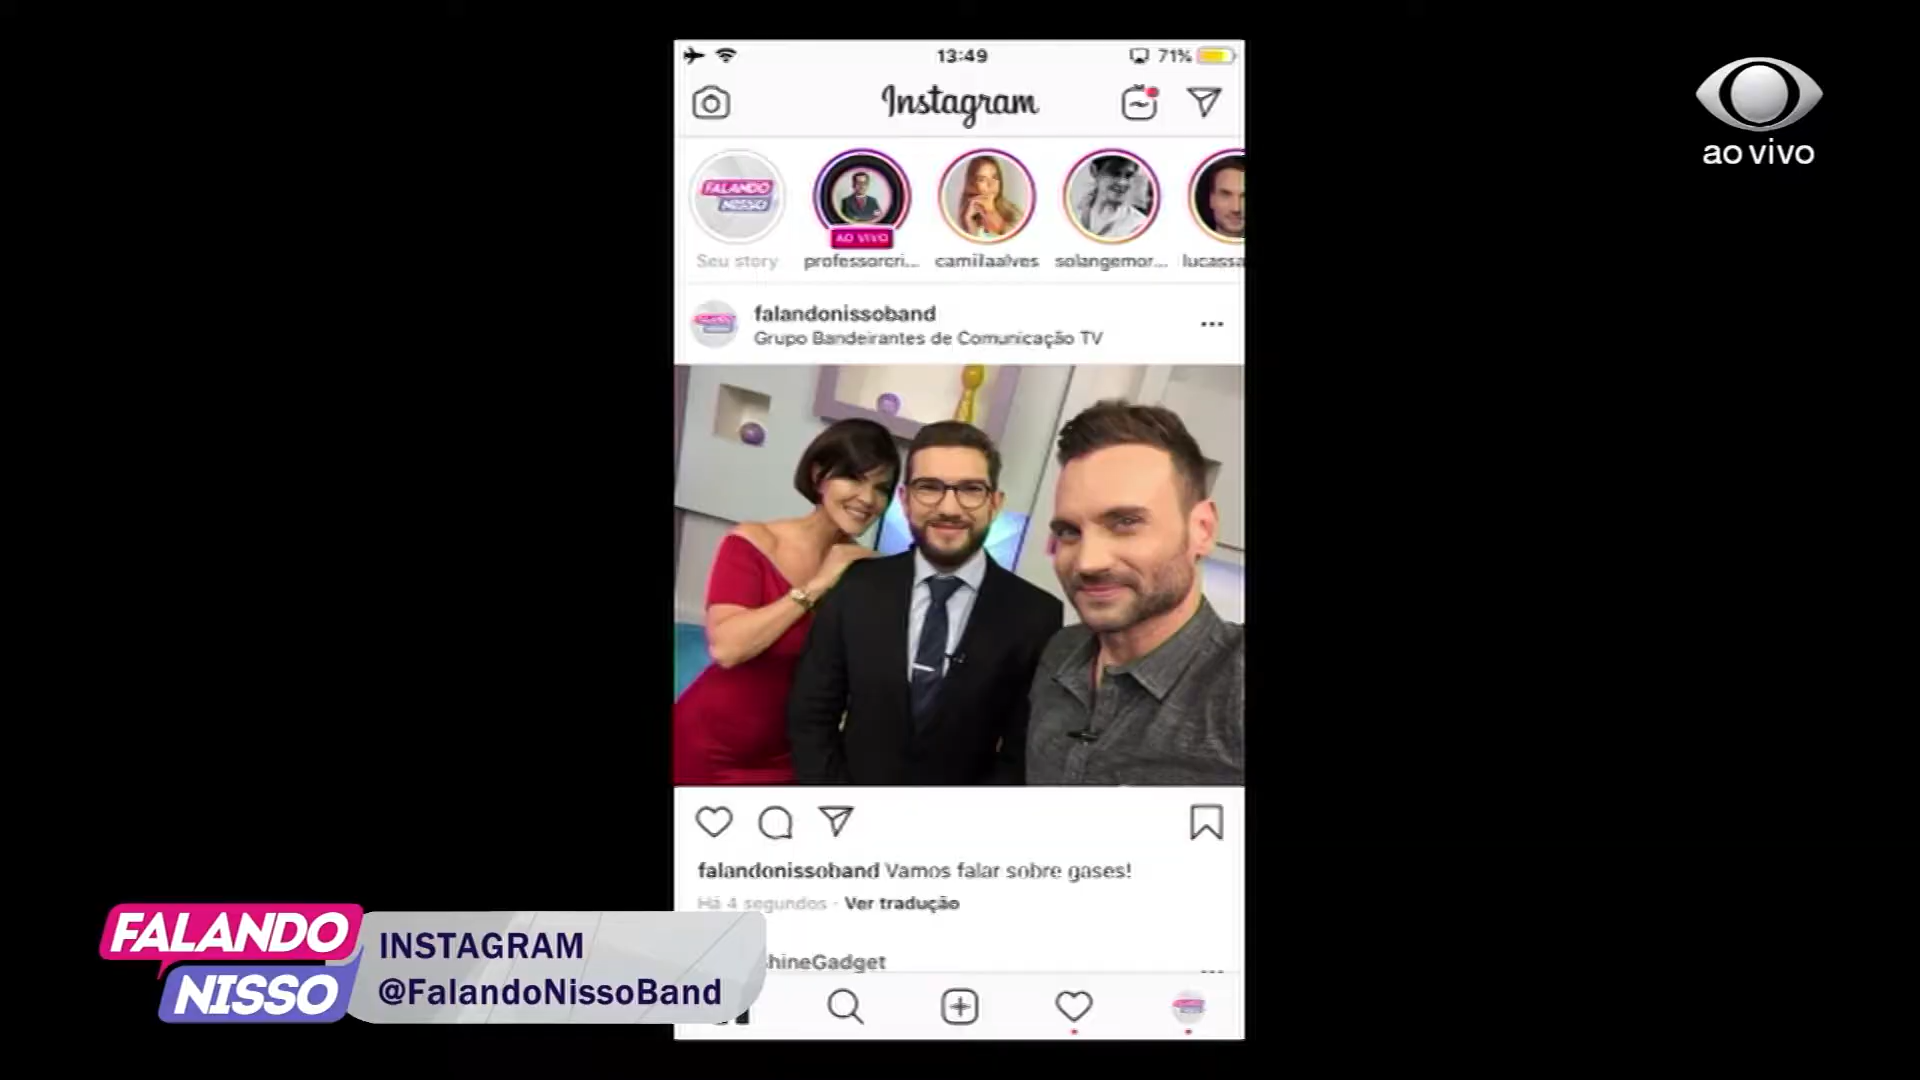 13:49
71%
Instagram
ao vivo
FALANDO
NISSO
AO VIVO
Seu story
professorcri...
camilaalves
solangemor...
lucassa
falandonissoband
Grupo Bandeirantes de Comunicação TV
falandonissoband Vamos falar sobre gases!
Há 4 segundos · Ver tradução
hineGadget
FALANDO
NISSO
INSTAGRAM
@FalandoNissoBand